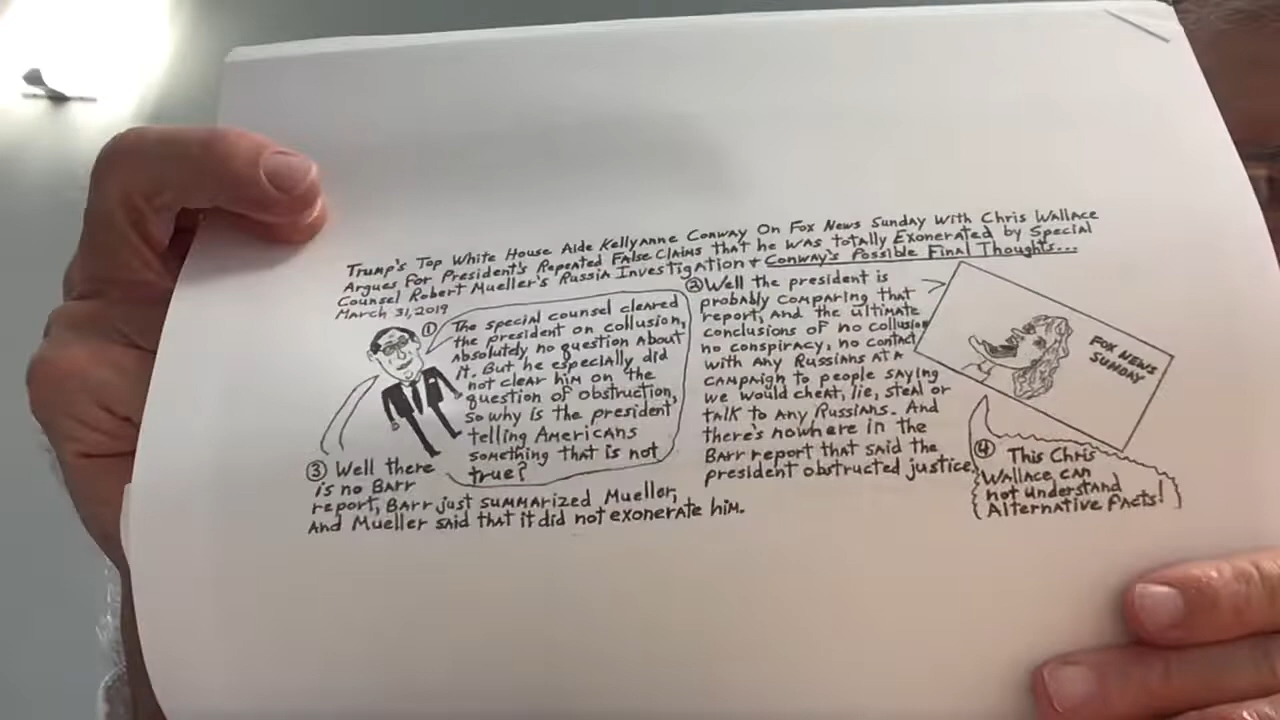 Trump's Top White House Aide Kellyanne Conway On Fox News Sunday With Chris Wallace
Argues For President's Repeated False Claims That he was totally Exonerated by Special
Counsel Robert Mueller's Russia Investigation + Conway's Possible Final Thoughts...
March 31, 2019
① The special counsel cleared
the president on collusion,
absolutely no question about
it. But he especially did
not clear him on the
question of obstruction,
so why is the president
telling Americans
something that is not
true?
② Well the president is
probably comparing that
report, and the ultimate
conclusions of no collusion
no conspiracy, no contact
with any Russians at a
campaign to people saying
we would cheat, lie, steal or
talk to any Russians. And
there's nowhere in the
Barr report that said the
president obstructed justice.
③ Well there
is no Barr
report, Barr just summarized Mueller,
and Mueller said that it did not exonerate him.
FOX NEWS
SUNDAY
④ This Chris
Wallace can
not understand
Alternative Facts!